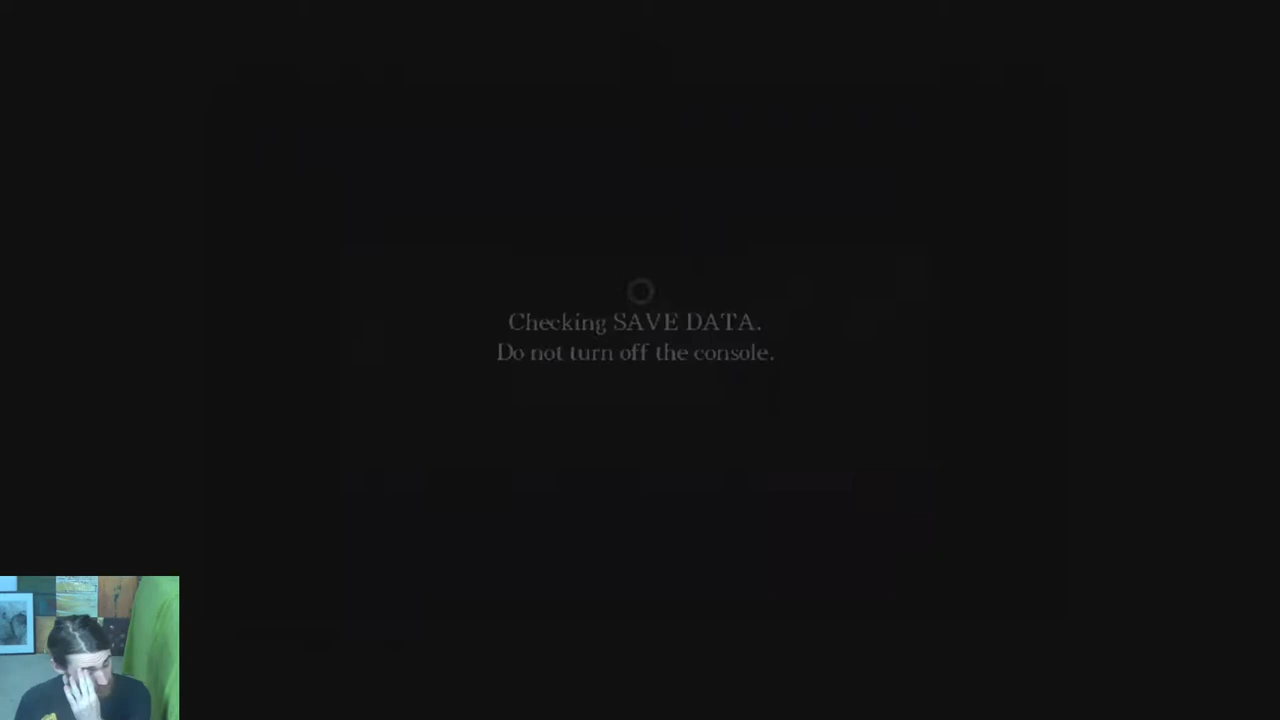 Checking SAVE DATA.
Do not turn off the console.